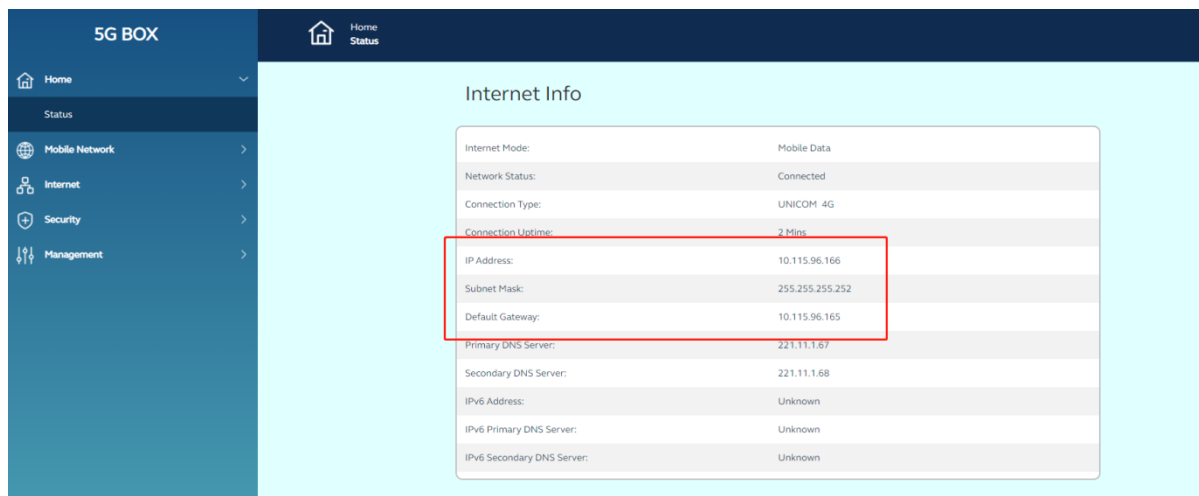 5G BOX
Home
Status
Home
Status
Mobile Network
Internet
Security
Management
Internet Info
Internet Mode: Mobile Data
Network Status: Connected
Connection Type: UNICOM 4G
Connection Uptime: 2 Mins
IP Address: 10.115.96.166
Subnet Mask: 255.255.255.252
Default Gateway: 10.115.96.165
Primary DNS Server: 221.11.1.67
Secondary DNS Server: 221.11.1.68
IPv6 Address: Unknown
IPv6 Primary DNS Server: Unknown
IPv6 Secondary DNS Server: Unknown